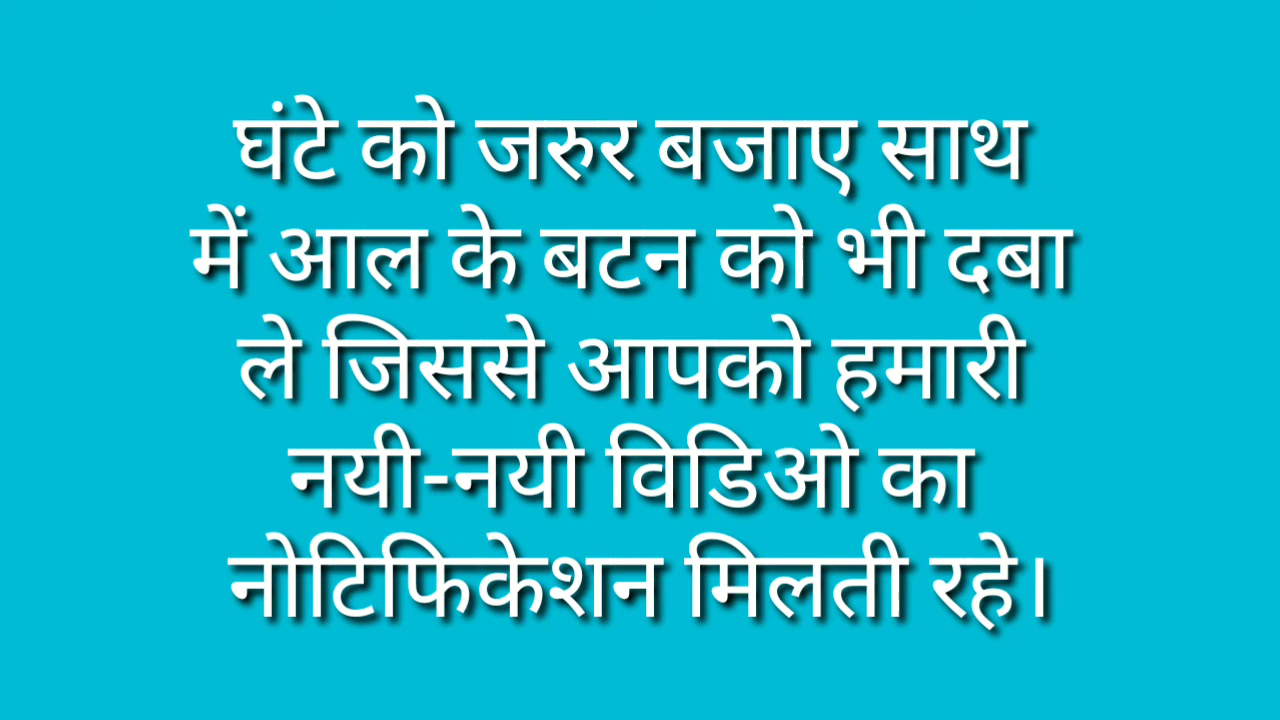 घंटे को जरुर बजाए साथ
में आल के बटन को भी दबा
ले जिससे आपको हमारी
नयी-नयी विडिओ का
नोटिफिकेशन मिलती रहे।